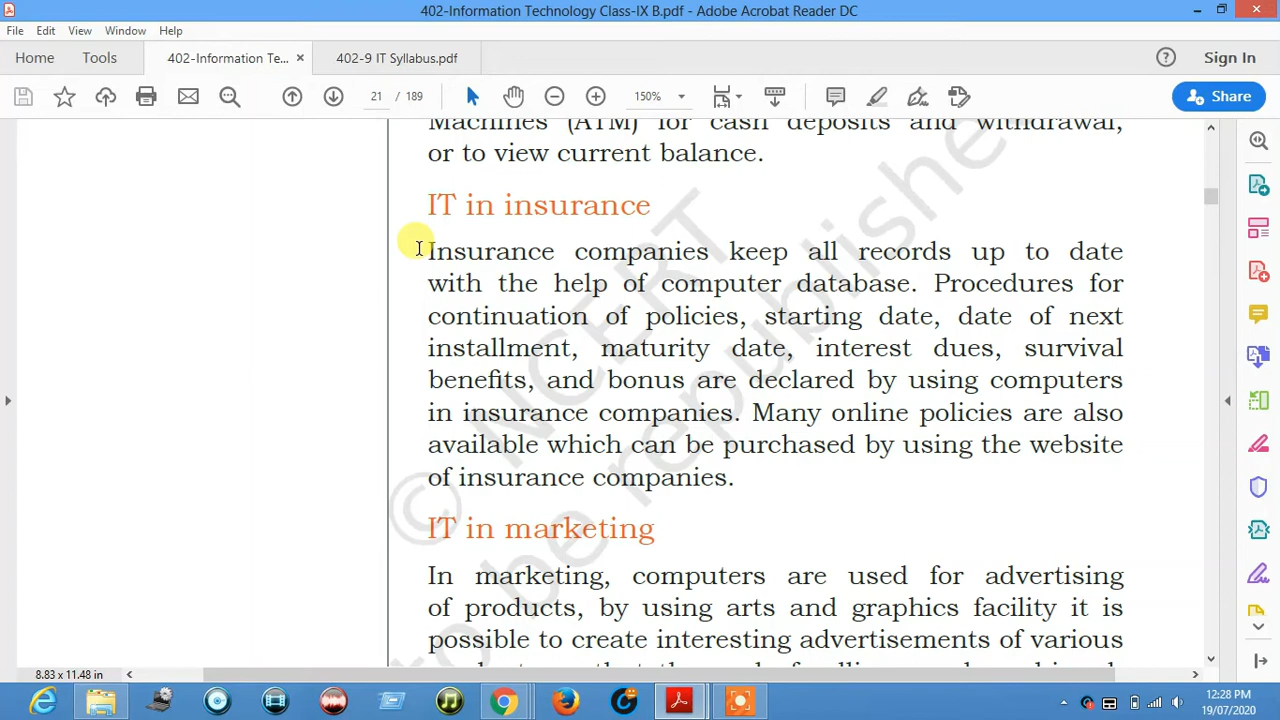 402-Information Technology Class-IX B.pdf - Adobe Acrobat Reader DC
File Edit View Window Help
Home Tools 402-Information Te... × 402-9 IT Syllabus.pdf Sign In
21 / 189 150% Share
Machines (ATM) for cash deposits and withdrawal,
or to view current balance.
IT in insurance
Insurance companies keep all records up to date
with the help of computer database. Procedures for
continuation of policies, starting date, date of next
installment, maturity date, interest dues, survival
benefits, and bonus are declared by using computers
in insurance companies. Many online policies are also
available which can be purchased by using the website
of insurance companies.
IT in marketing
In marketing, computers are used for advertising
of products, by using arts and graphics facility it is
possible to create interesting advertisements of various
© NCERT
to be republishe
8.83 x 11.48 in
12:28 PM
19/07/2020